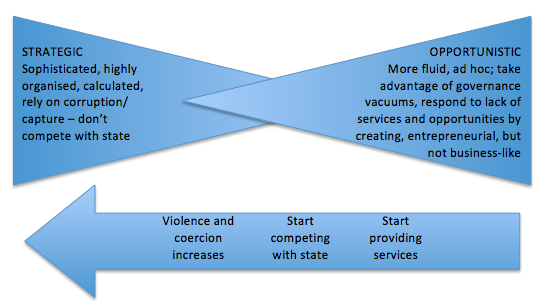 STRATEGIC
Sophisticated, highly
organised, calculated,
rely on corruption/
capture – don't
compete with state
OPPORTUNISTIC
More fluid, ad hoc; take
advantage of governance
vacuums, respond to lack of
services and opportunities by
creating, entrepreneurial, but
not business-like
Violence and
coercion
increases
Start
competing
with state
Start
providing
services